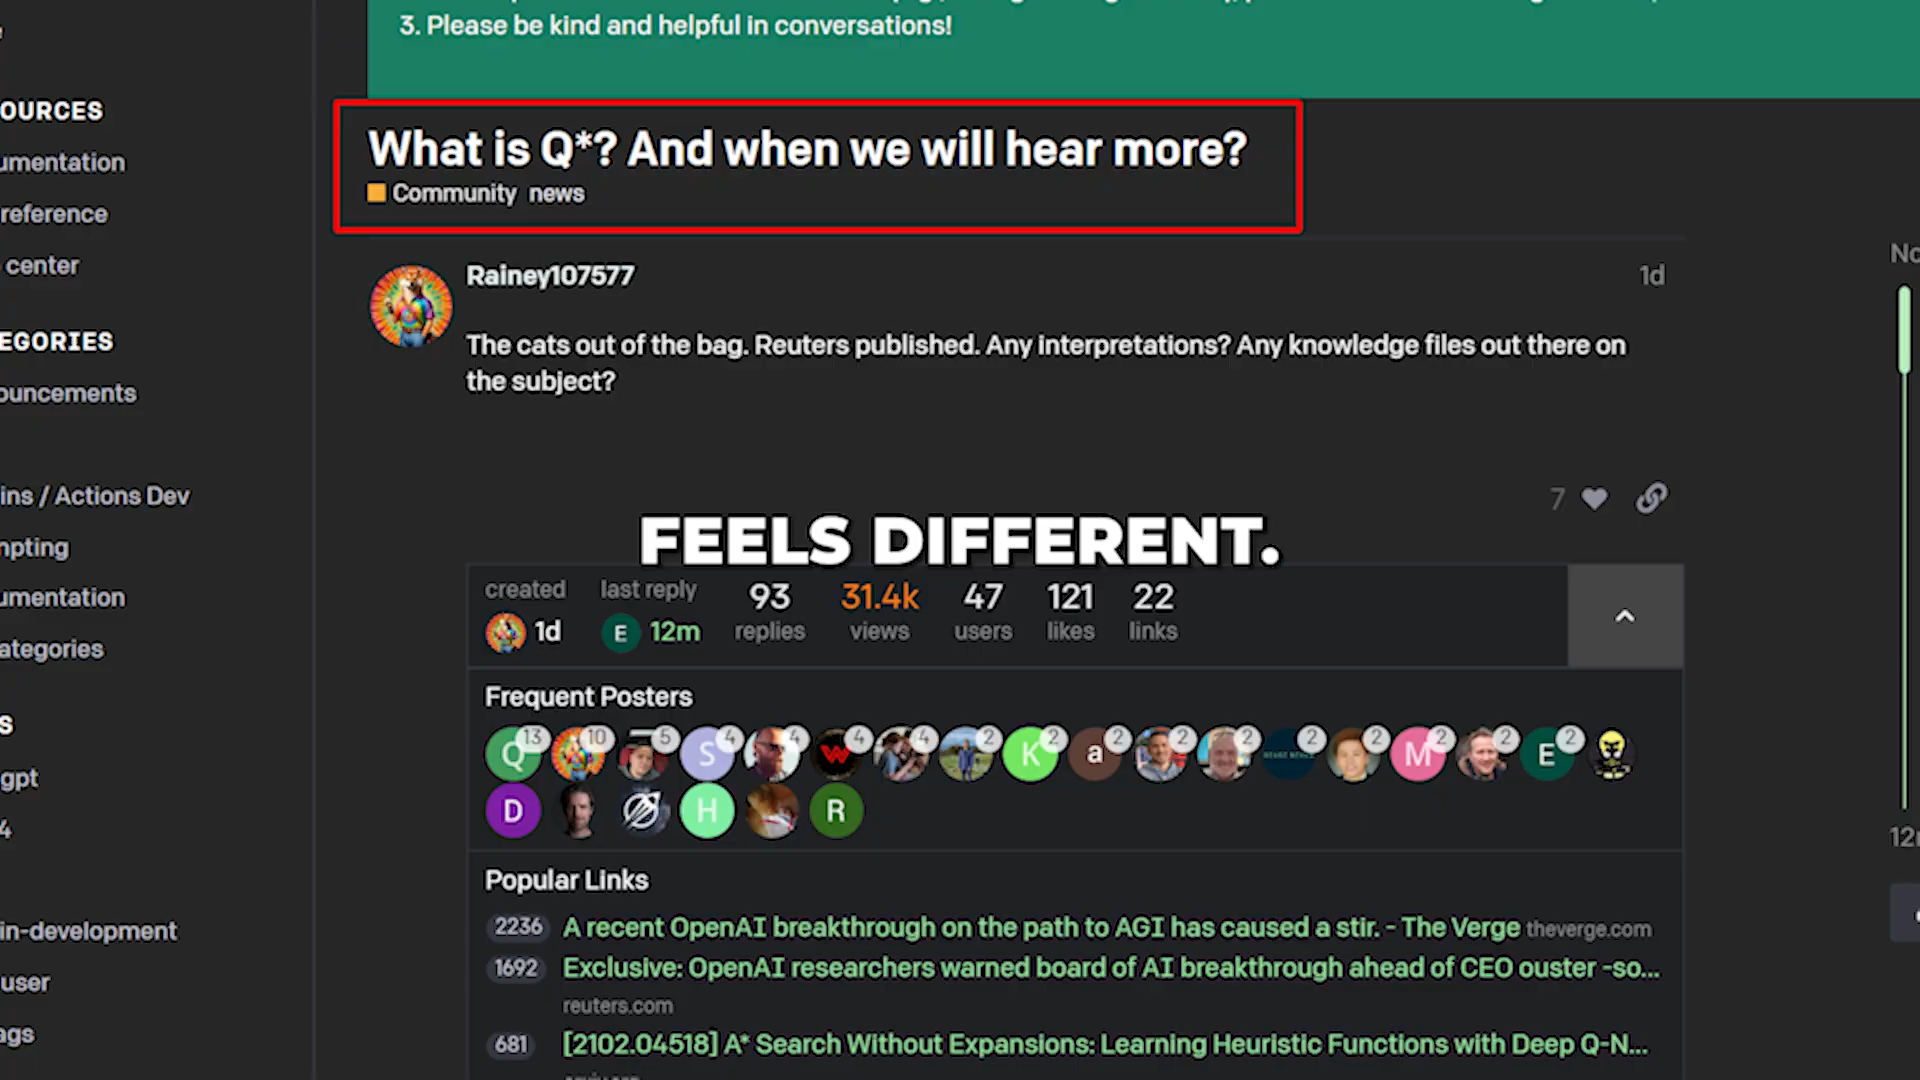 3. Please be kind and helpful in conversations!
OURCES
umentation
reference
center
EGORIES
ouncements
ins / Actions Dev
npting
umentation
ategories
S
gpt
4
in-development
user
ags
What is Q*? And when we will hear more?
Community news
Rainey107577
1d
The cats out of the bag. Reuters published. Any interpretations? Any knowledge files out there on
the subject?
7
FEELS DIFFERENT.
created last reply 93 31.4k 47 121 22
1d E 12m replies views users likes links
Frequent Posters
Q 13 10 5 S 4 4 4 4 2 K 2 a 2 2 2 2 2 M 2 2 E 2
D H R
Popular Links
2236 A recent OpenAI breakthrough on the path to AGI has caused a stir. - The Verge theverge.com
1692 Exclusive: OpenAI researchers warned board of AI breakthrough ahead of CEO ouster -so...
reuters.com
681 [2102.04518] A* Search Without Expansions: Learning Heuristic Functions with Deep Q-N...
No
12